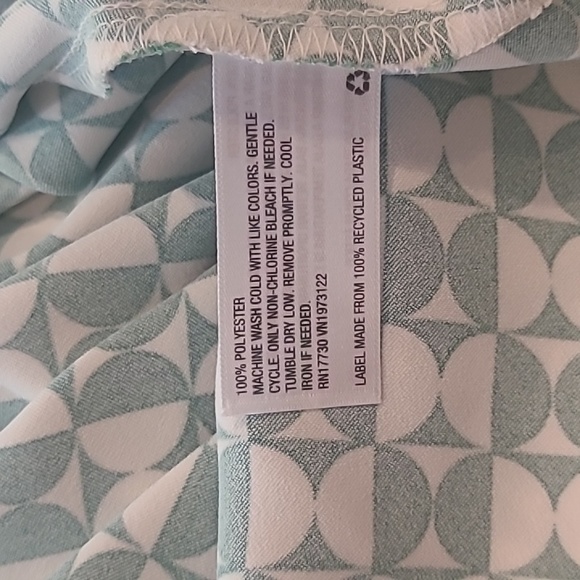 100% POLYESTER
MACHINE WASH COLD WITH LIKE COLORS. GENTLE
CYCLE. ONLY NON-CHLORINE BLEACH IF NEEDED.
TUMBLE DRY LOW. REMOVE PROMPTLY. COOL
IRON IF NEEDED.
RN17730 VN1973122
LABEL MADE FROM 100% RECYCLED PLASTIC